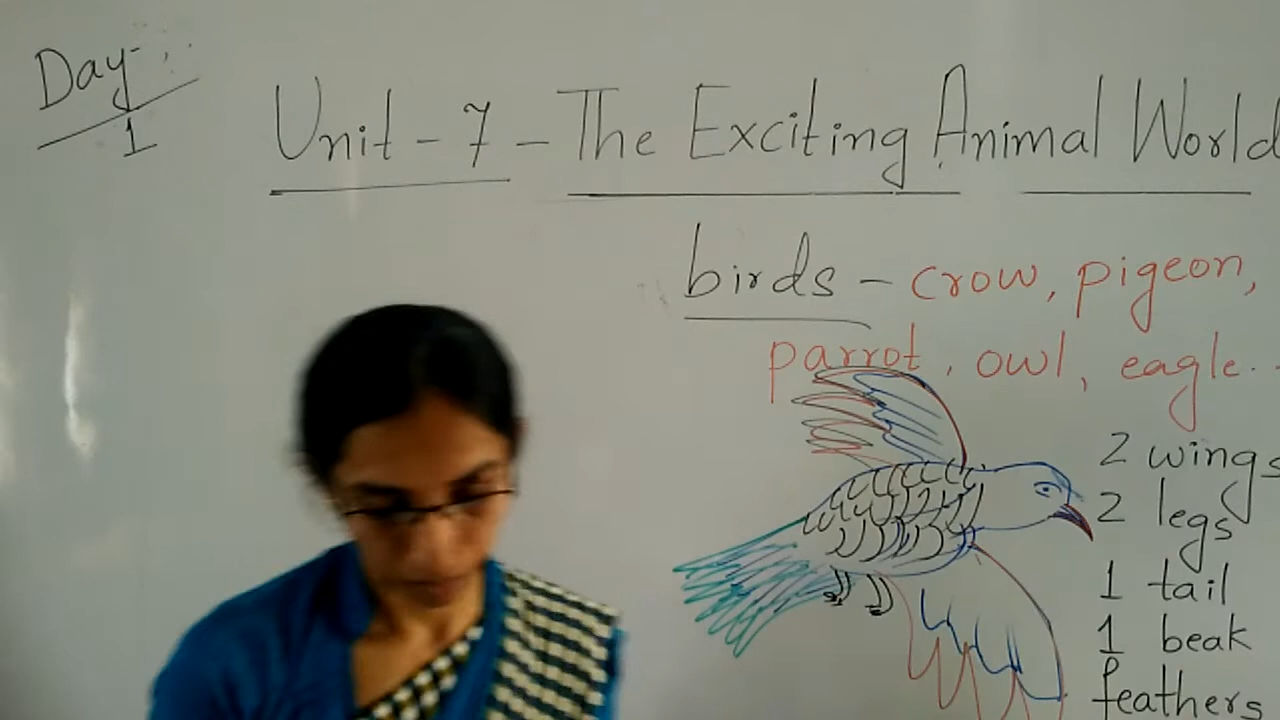 Day
1
Unit - 7 - The Exciting Animal World
birds - crow, pigeon,
parrot, owl, eagle..
2 wings
2 legs
1 tail
1 beak
feathers